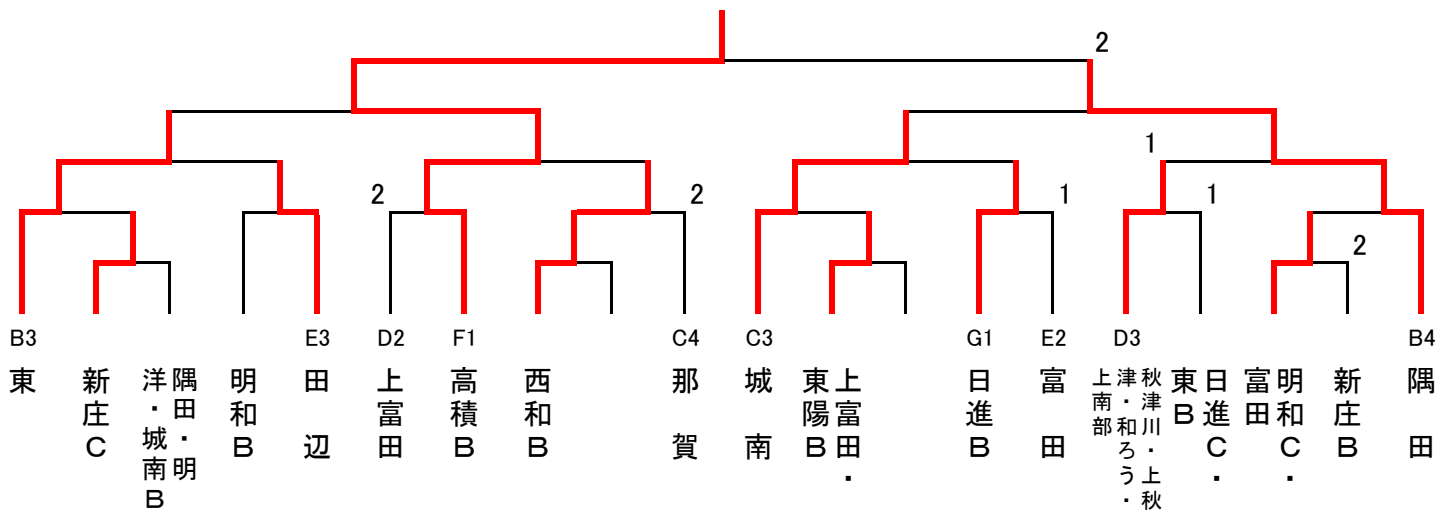 2
1
2
2
1
1
2
B3
E3
D2
F1
C4
C3
G1
E2
D3
B4
東
新庄C
隅田・明
洋・城南B
明和B
田辺
上富田
高積B
西和B
那賀
城南
上富田・
東陽B
日進B
富田
秋津川・上秋
津・和ろう・
上南部
日進C・
東B
明和C・
富田
新庄B
隅田